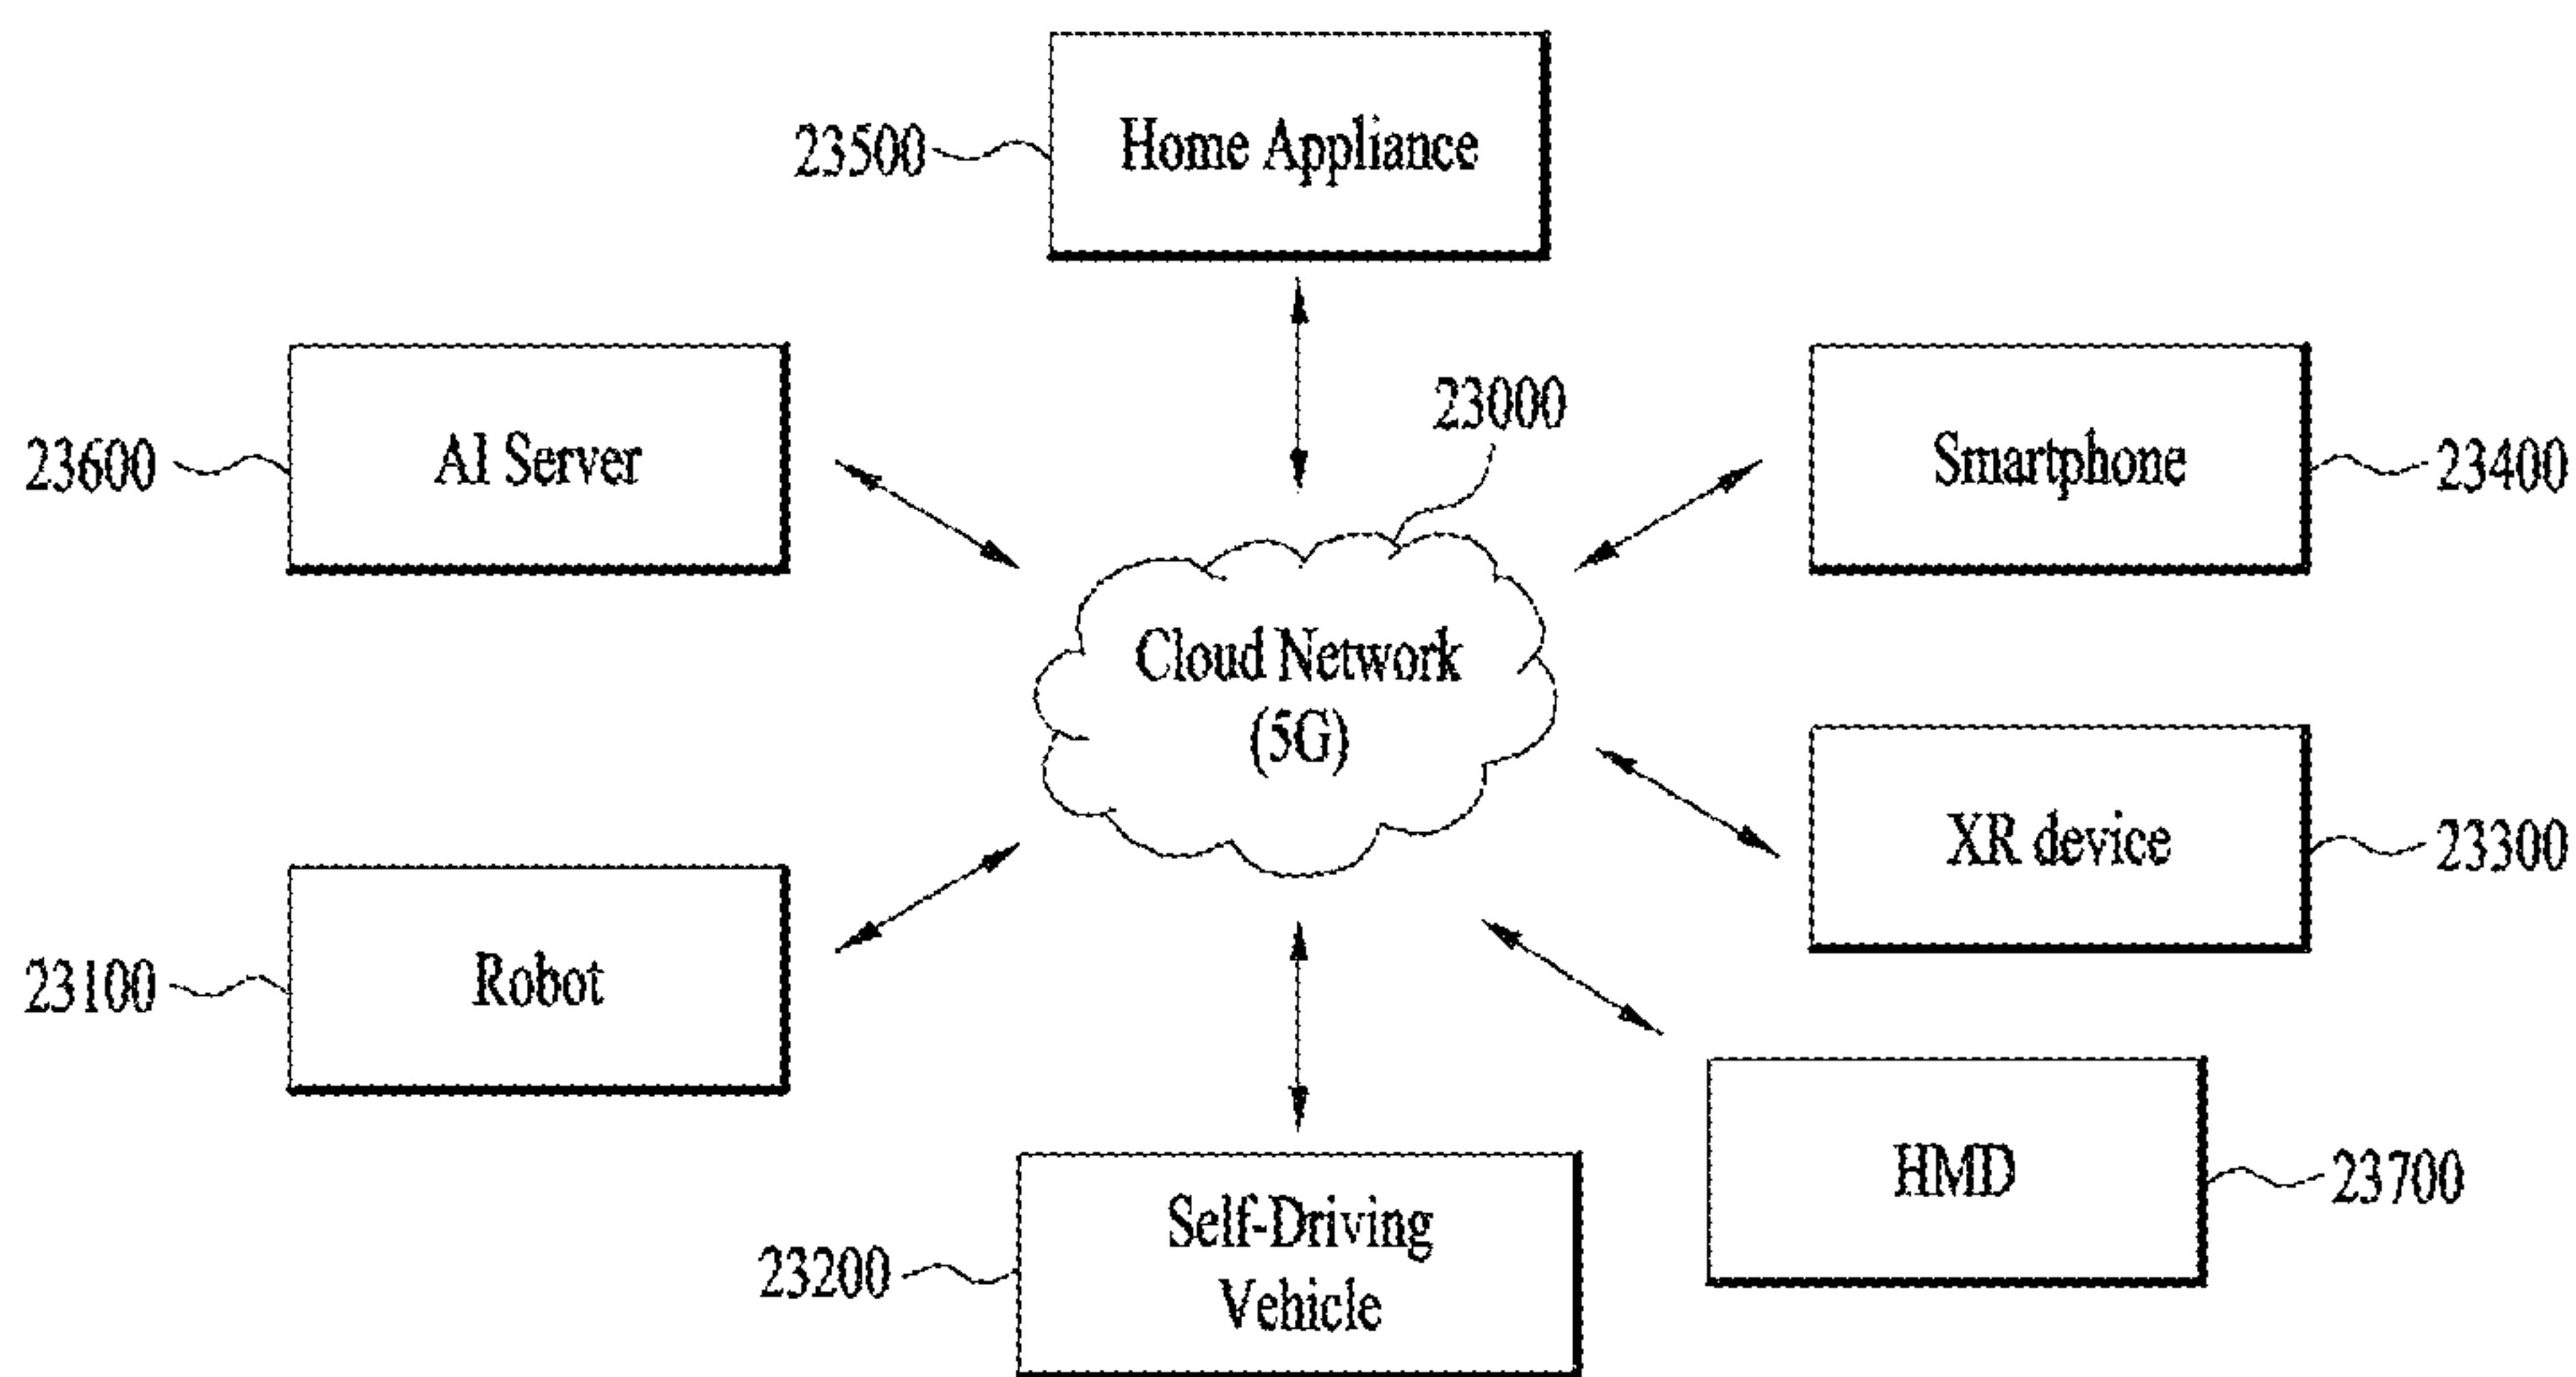 23500
Home Appliance
23600
AI Server
23000
Smartphone
23400
Cloud Network
(5G)
XR device
23300
23100
Robot
HMD
23700
23200
Self-Driving
Vehicle